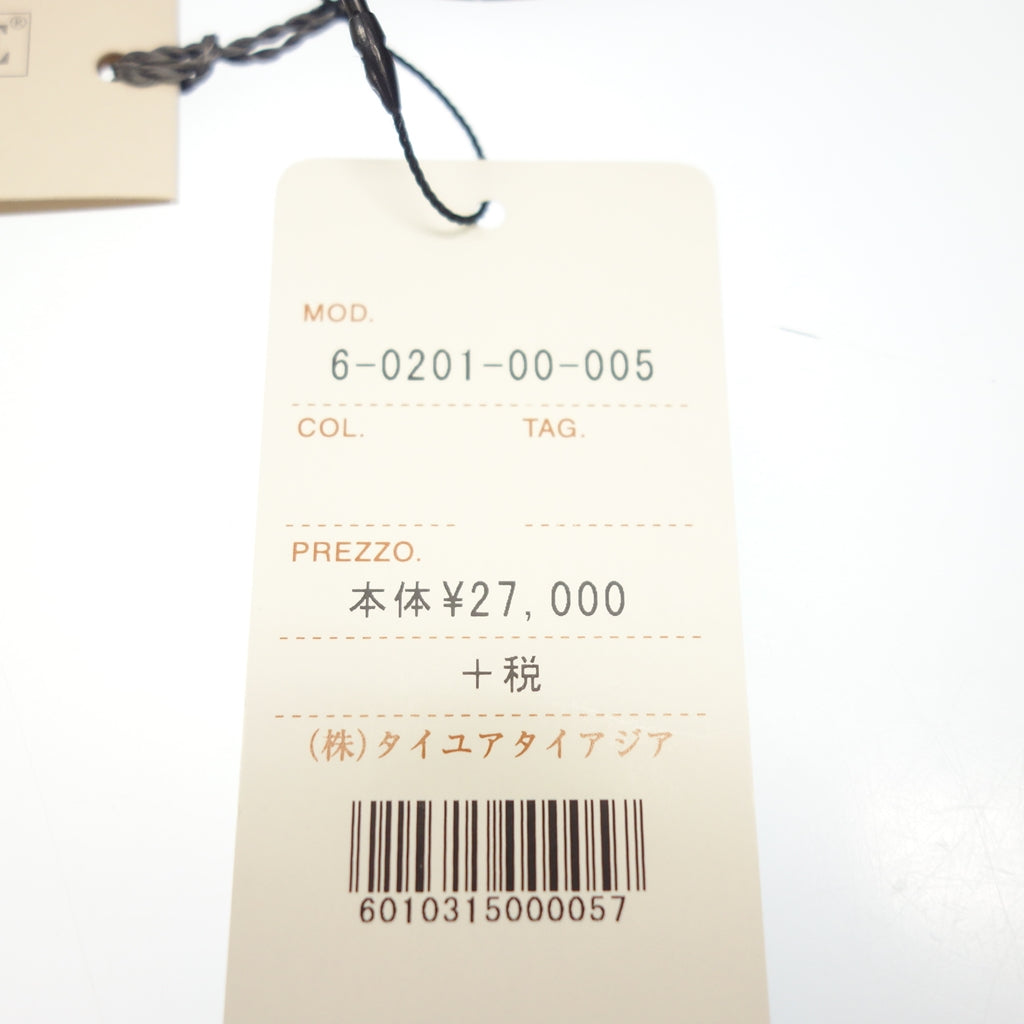 MOD.
6-0201-00-005
COL. TAG.
PREZZO.
本体¥27,000
+税
(株)タイユアタイアジア
6010315000057